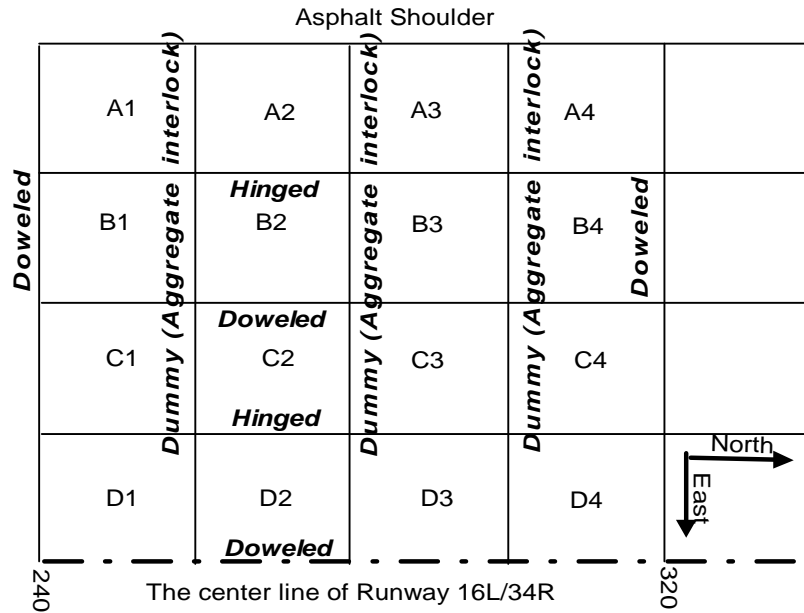 Asphalt Shoulder
A1
A2
A3
A4
Doweled
Dummy (Aggregate interlock)
Dummy (Aggregate interlock)
Dummy (Aggregate interlock)
Hinged
B1
B2
B3
B4
Doweled
Doweled
C1
C2
C3
C4
Hinged
North
East
D1
D2
D3
D4
Doweled
240
The center line of Runway 16L/34R
320